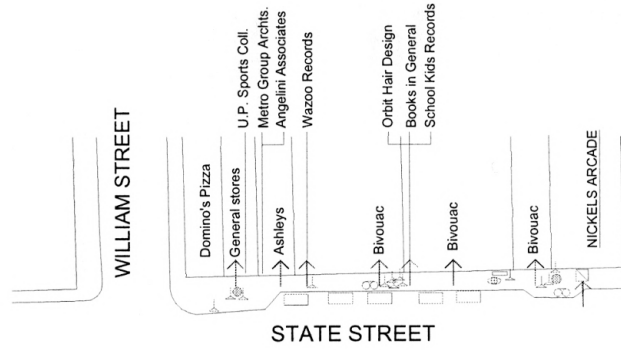 WILLIAM STREET
Domino's Pizza
General stores
U.P. Sports Coll.
Metro Group Archts.
Angelini Associates
Ashleys
Wazoo Records
Bivouac
Orbit Hair Design
Books in General
School Kids Records
Bivouac
Bivouac
NICKELS ARCADE
STATE STREET